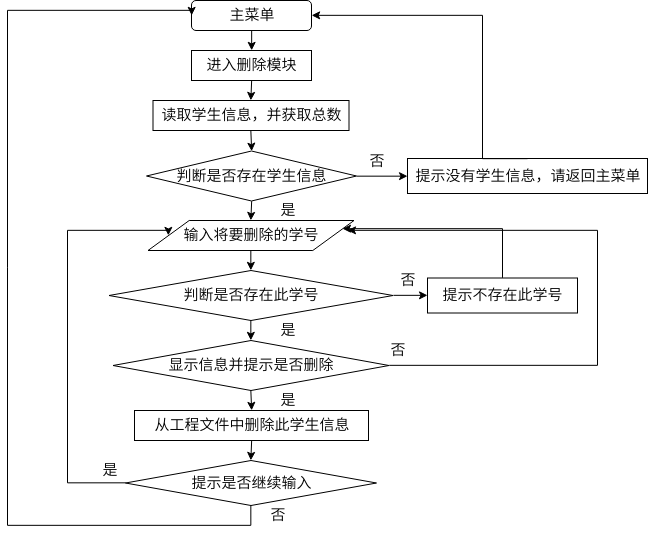 主菜单
进入删除模块
读取学生信息，并获取总数
判断是否存在学生信息
否
提示没有学生信息，请返回主菜单
是
输入将要删除的学号
判断是否存在此学号
否
提示不存在此学号
是
显示信息并提示是否删除
否
是
从工程文件中删除此学生信息
是
提示是否继续输入
否